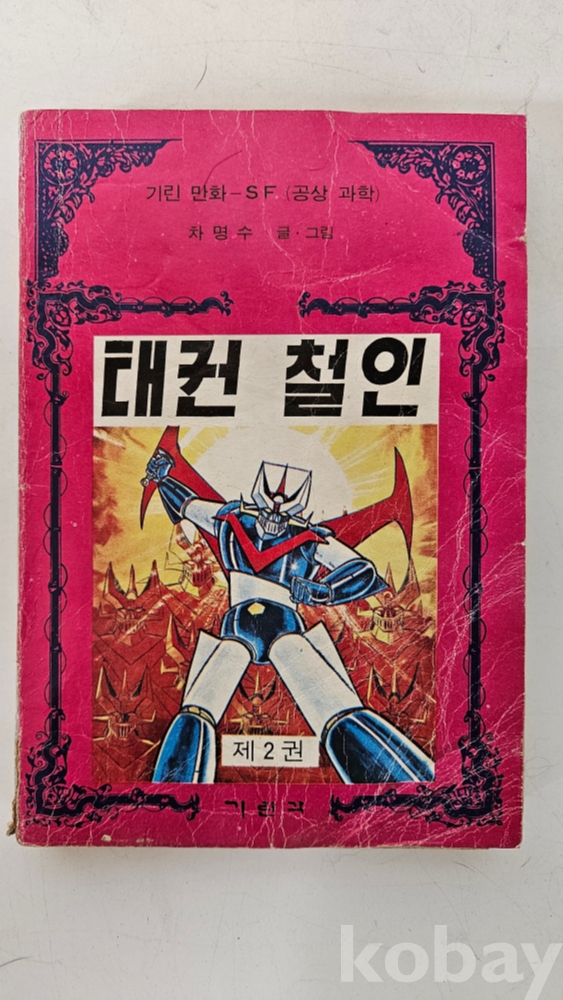 기린 만화-SF (공상 과학)
차명수 글·그림
태권 철인
제2권
기린각
kobay